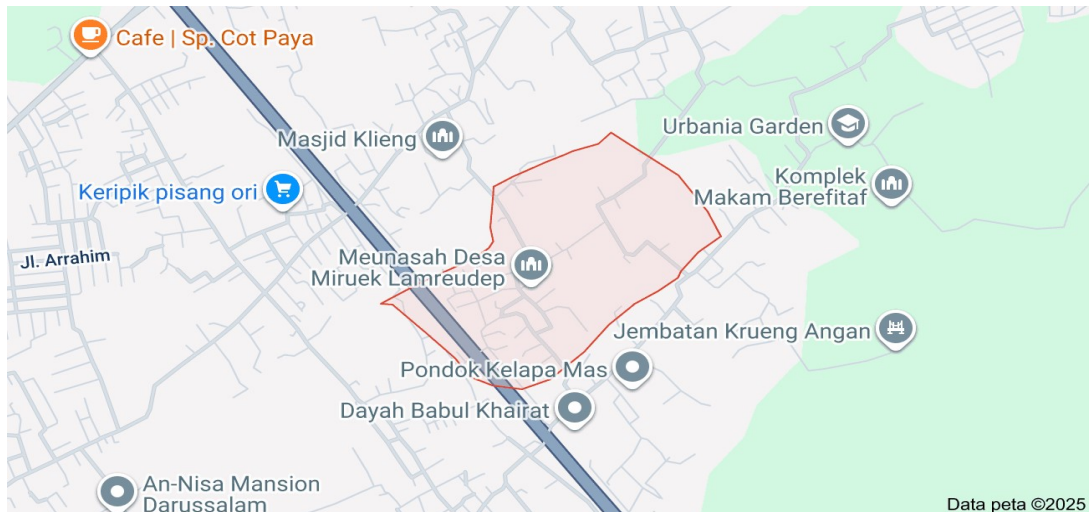 Cafe | Sp. Cot Paya
Urbania Garden
Masjid Klieng
Komplek
Makam Berefitaf
Keripik pisang ori
Jl. Arrahim
Meunasah Desa
Miruek Lamreudep
Jembatan Krueng Angan
Pondok Kelapa Mas
Dayah Babul Khairat
An-Nisa Mansion
Darussalam
Data peta ©2025